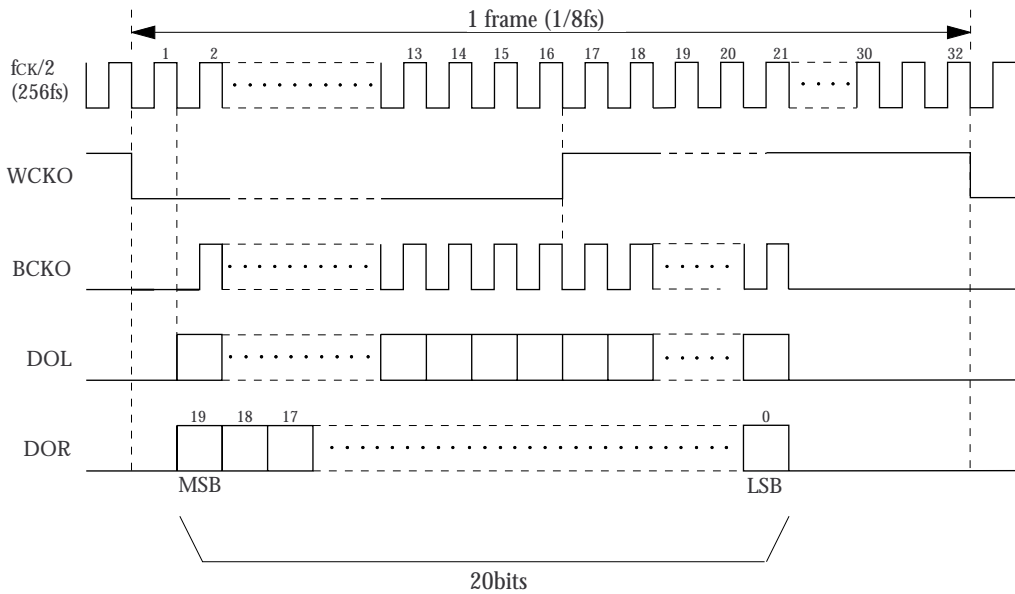 1 frame (1/8fs)
1 2 13 14 15 16 17 18 19 20 21 30 32
fCK/2
(256fs)
WCKO
BCKO
DOL
19 18 17 0
DOR
MSB LSB
20bits